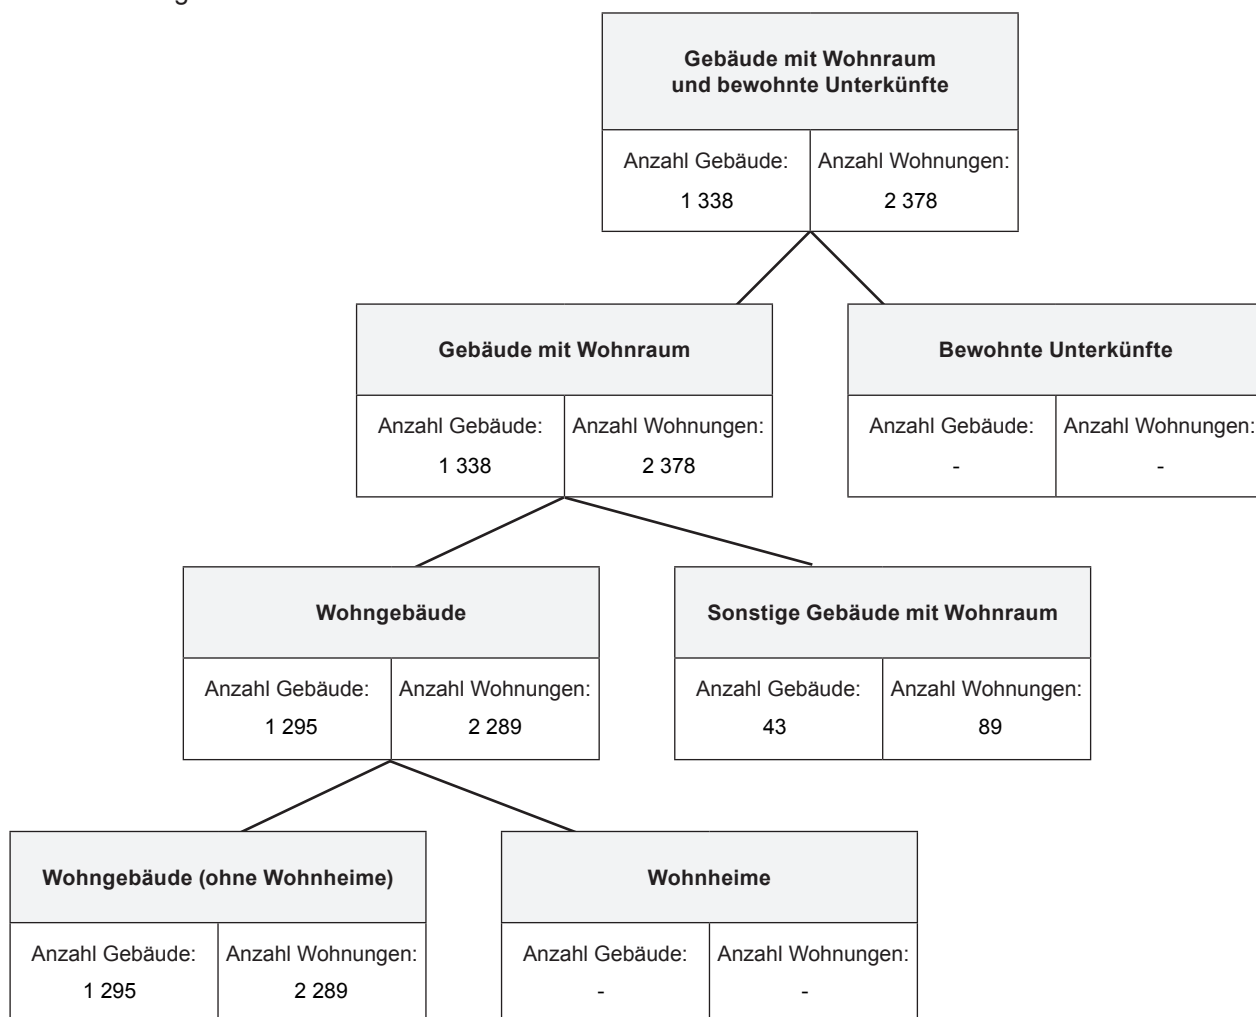 Gebäude mit Wohnraum
und bewohnte Unterkünfte
Anzahl Gebäude: Anzahl Wohnungen:
1 338 2 378
Gebäude mit Wohnraum Bewohnte Unterkünfte
Anzahl Gebäude: Anzahl Wohnungen: Anzahl Gebäude: Anzahl Wohnungen:
1 338 2 378 - -
Wohngebäude Sonstige Gebäude mit Wohnraum
Anzahl Gebäude: Anzahl Wohnungen: Anzahl Gebäude: Anzahl Wohnungen:
1 295 2 289 43 89
Wohngebäude (ohne Wohnheime) Wohnheime
Anzahl Gebäude: Anzahl Wohnungen: Anzahl Gebäude: Anzahl Wohnungen:
1 295 2 289 - -